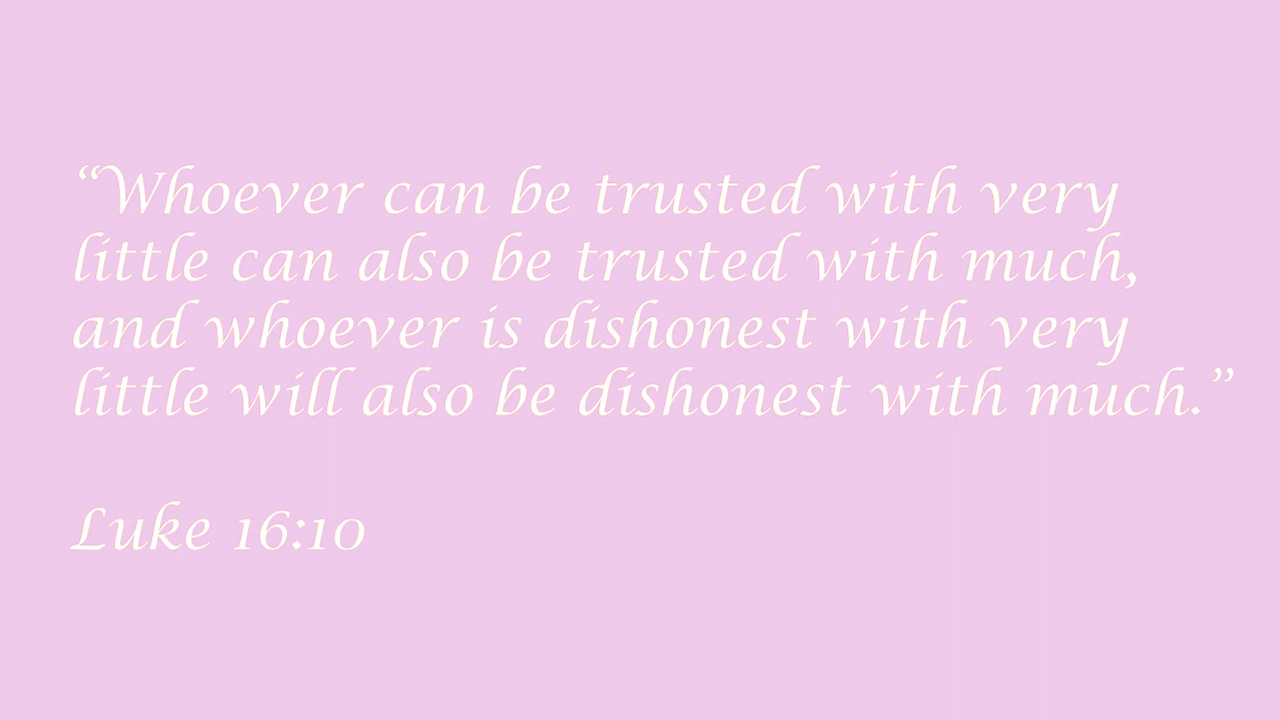 “Whoever can be trusted with very
little can also be trusted with much,
and whoever is dishonest with very
little will also be dishonest with much.”
Luke 16:10